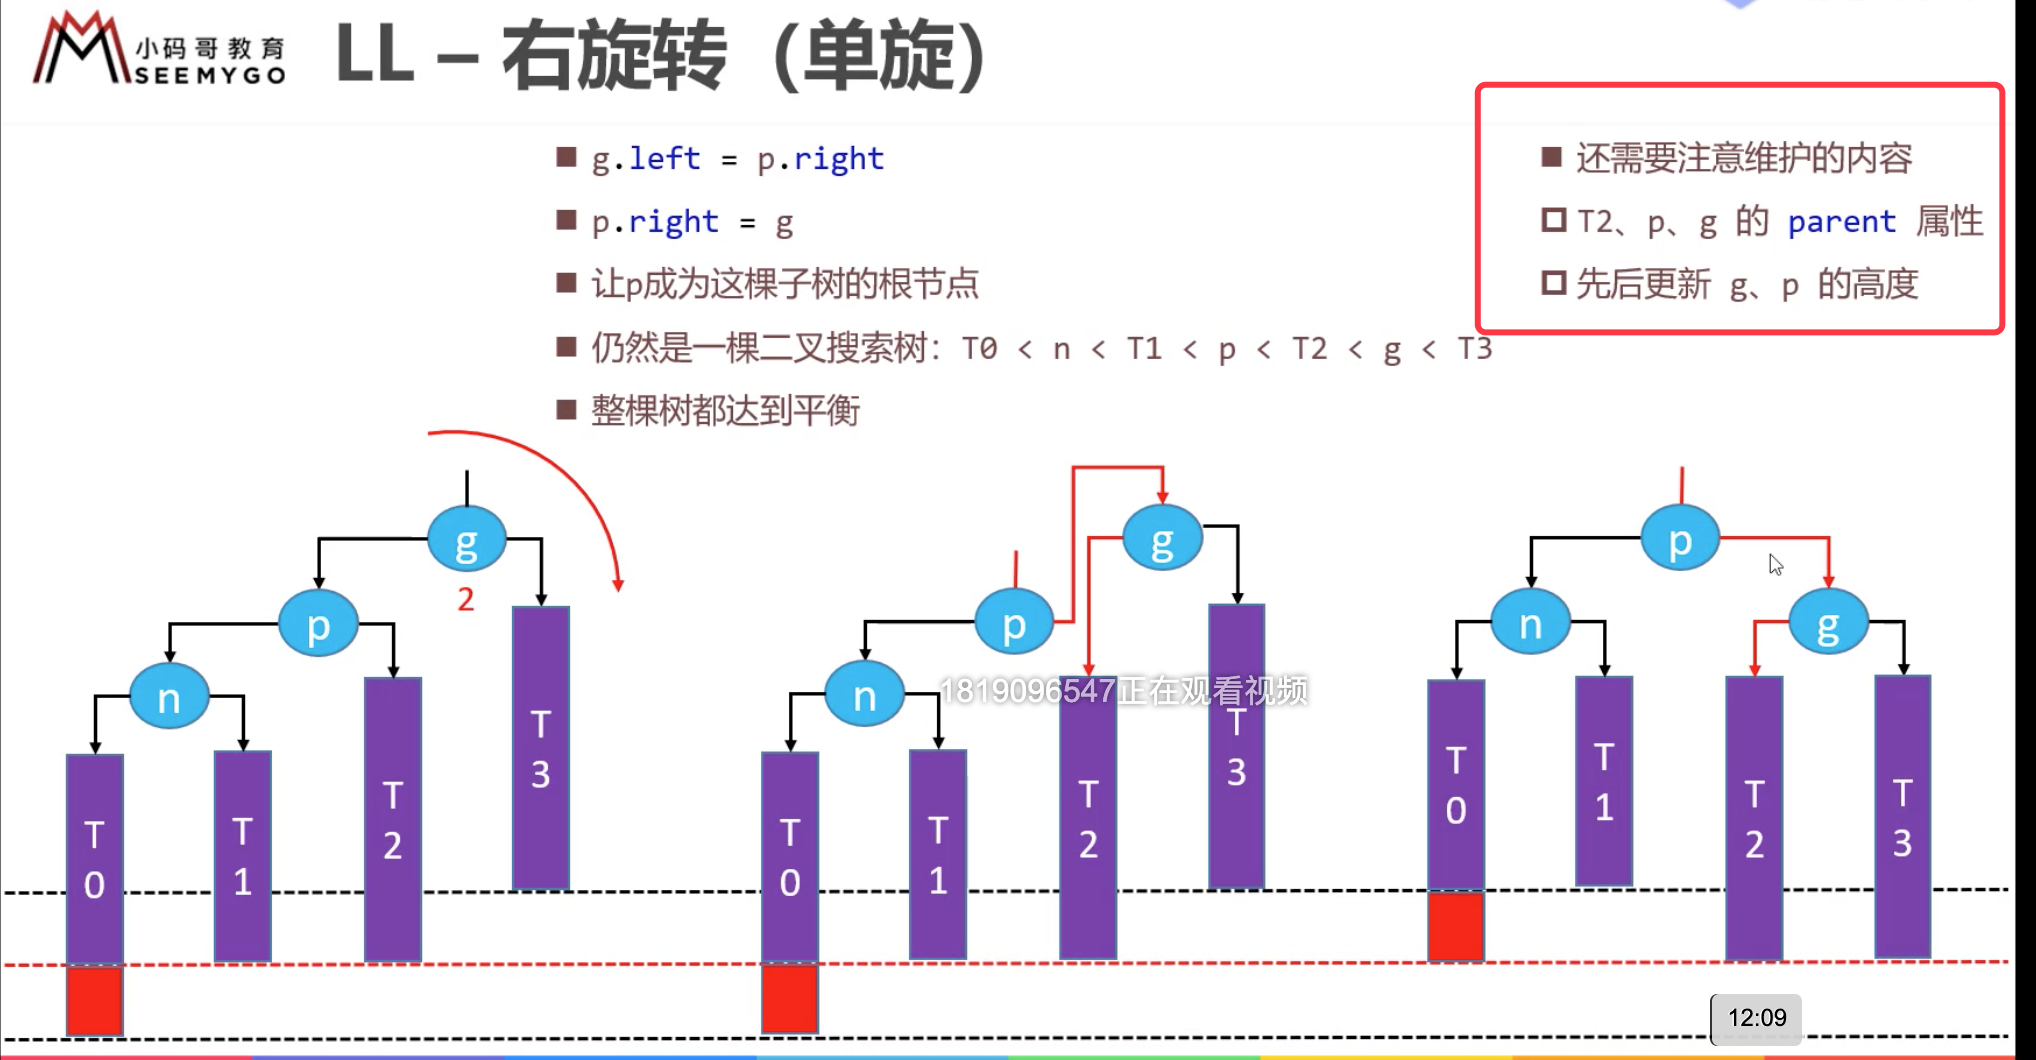 小码哥教育
SEEMYGO
LL – 右旋转（单旋）
g.left = p.right
p.right = g
让p成为这棵子树的根节点
仍然是一棵二叉搜索树：T0 < n < T1 < p < T2 < g < T3
整棵树都达到平衡
还需要注意维护的内容
T2、p、g 的 parent 属性
先后更新 g、p 的高度
g
2
p
n
T0
T1
T2
T3
g
p
n
T0
T1
T2
T3
1819096547正在观看视频
p
n
g
T0
T1
T2
T3
12:09